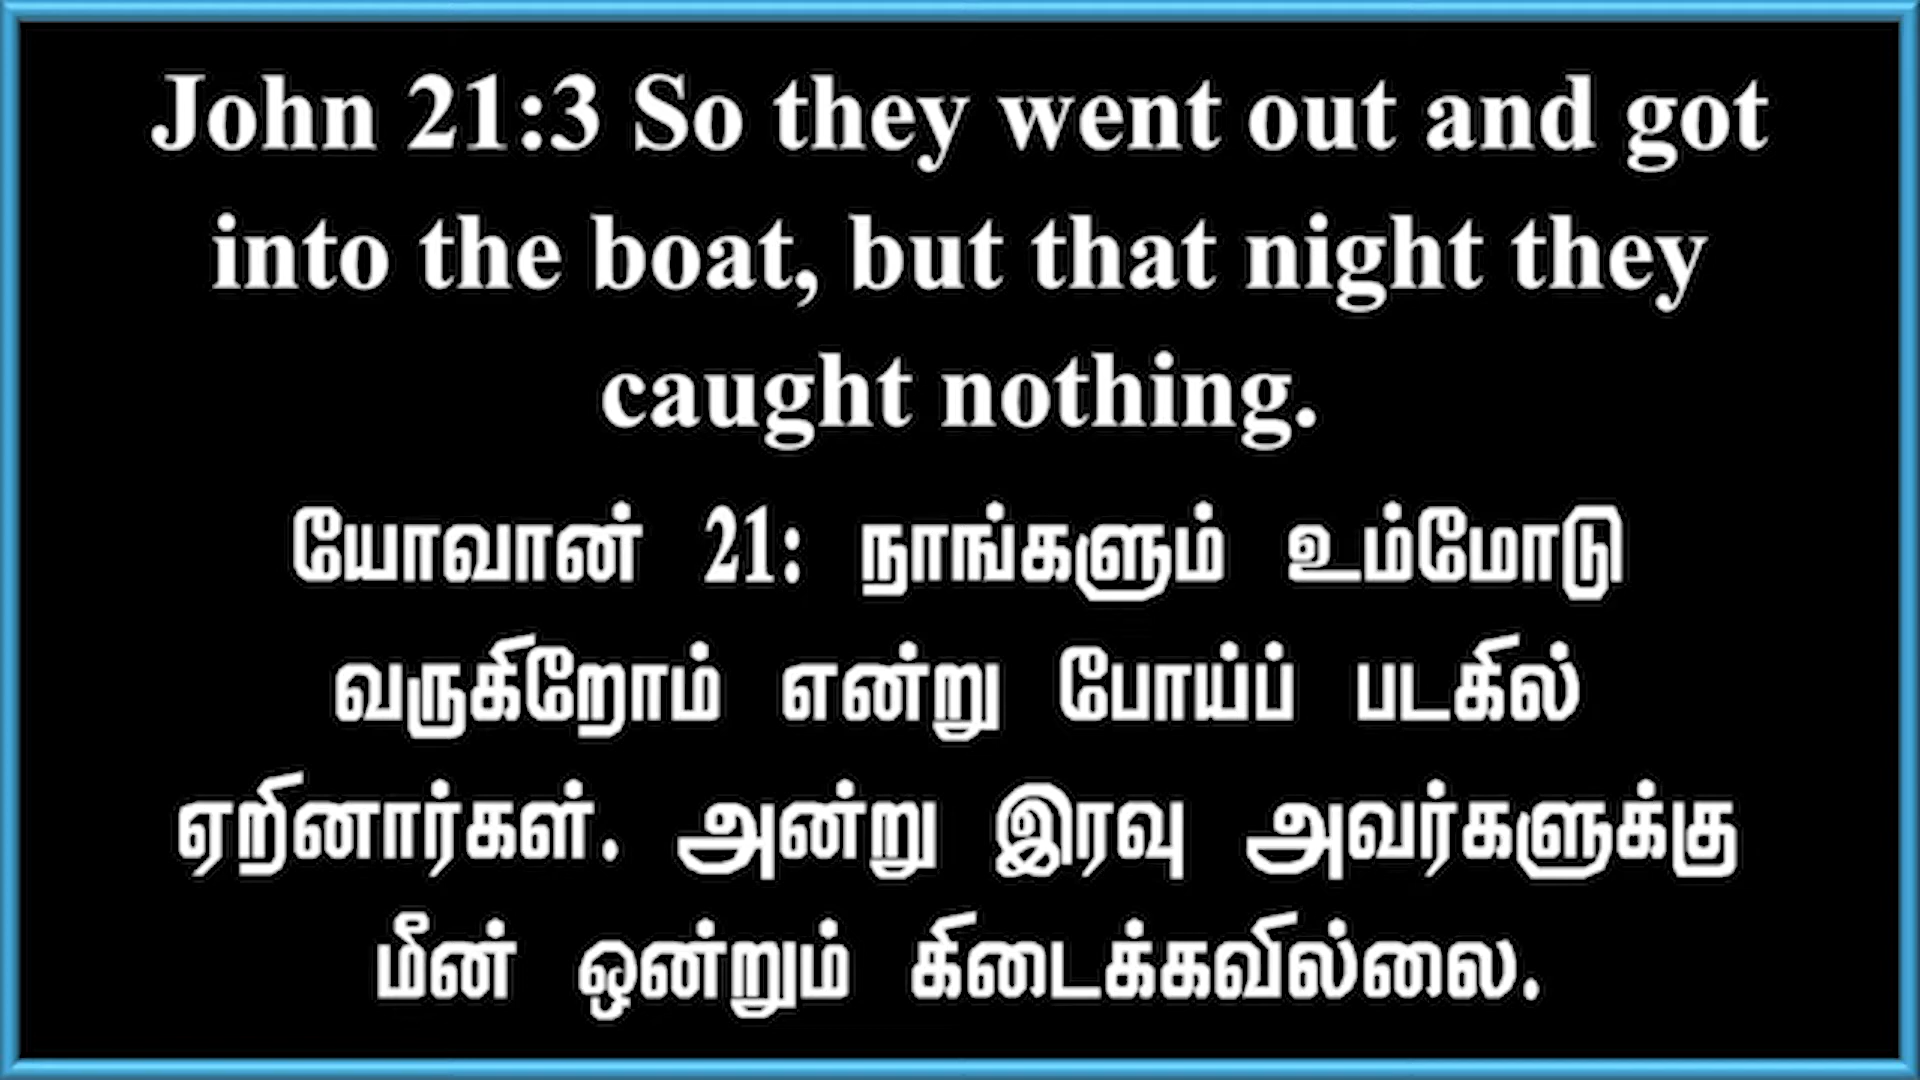 John 21:3 So they went out and got
into the boat, but that night they
caught nothing.
யோவான் 21: நாங்களும் உம்மோடு
வருகிறோம் என்று போய்ப் படகில்
ஏறினார்கள். அன்று இரவு அவர்களுக்கு
மீன் ஒன்றும் கிடைக்கவில்லை.